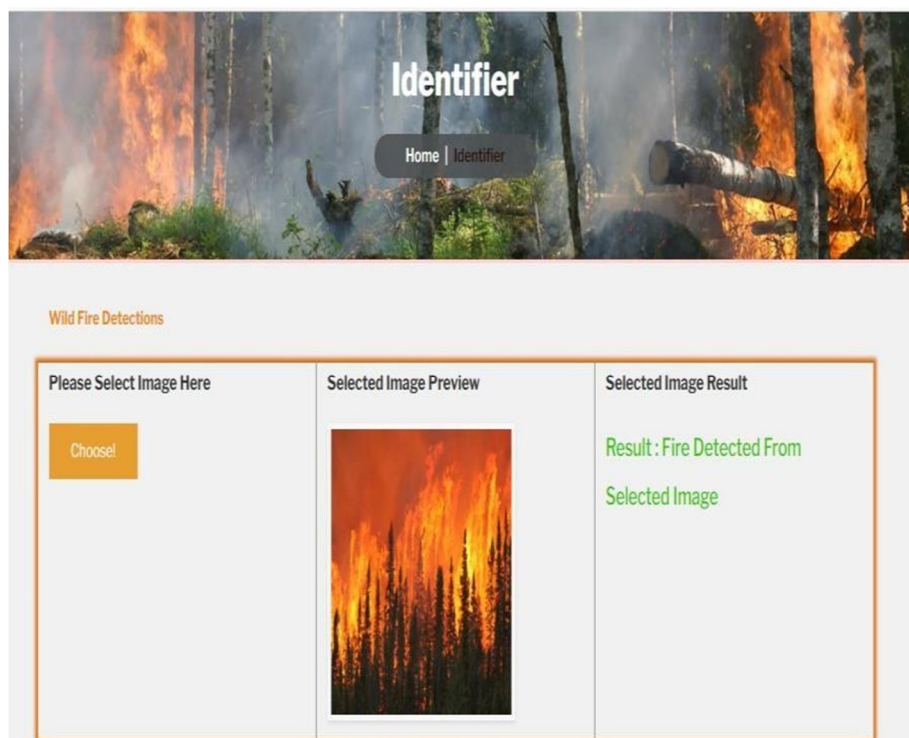 Identifier
Home | Identifier
Wild Fire Detections
Please Select Image Here
Selected Image Preview
Selected Image Result
Choose!
Result : Fire Detected From
Selected Image